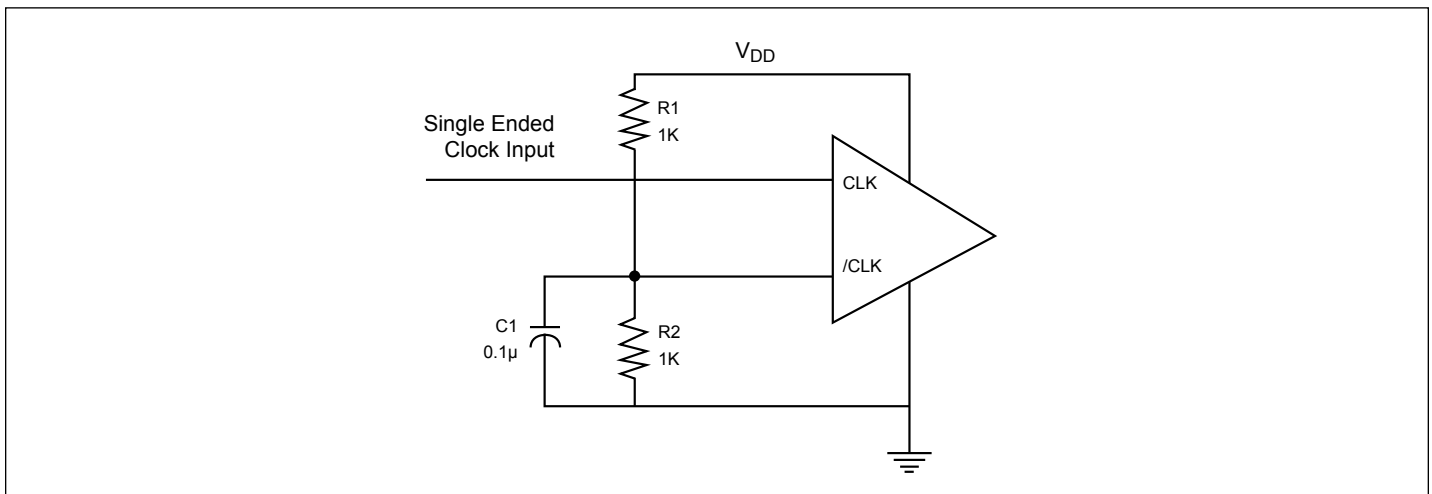 VDD
R1
1K
Single Ended
Clock Input
CLK
/CLK
C1
0.1µ
R2
1K